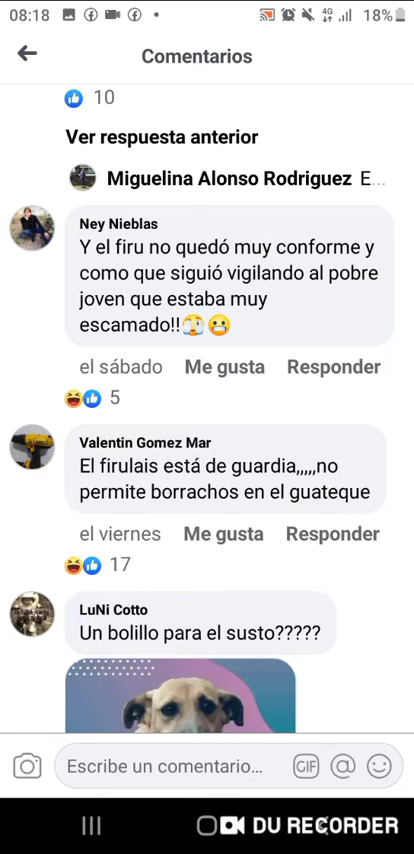 08:18
4G
18%
Comentarios
10
Ver respuesta anterior
Miguelina Alonso Rodriguez E...
Ney Nieblas
Y el firu no quedó muy conforme y
como que siguió vigilando al pobre
joven que estaba muy
escamado!!🫣😬
el sábado Me gusta Responder
5
Valentin Gomez Mar
El firulais está de guardia,,,,,no
permite borrachos en el guateque
el viernes Me gusta Responder
17
LuNi Cotto
Un bolillo para el susto?????
Escribe un comentario... GIF @
DU RECORDER